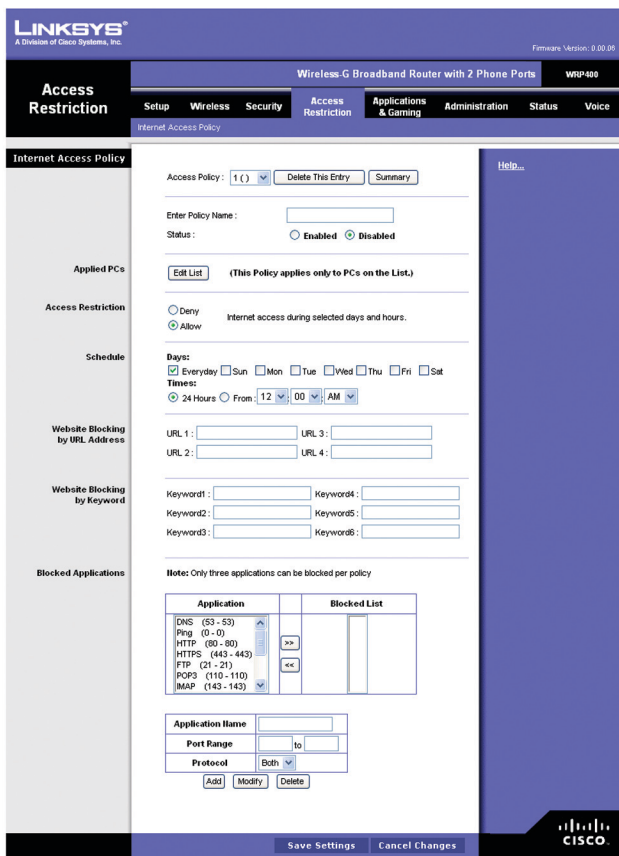 LINKSYS®
A Division of Cisco Systems, Inc.
Firmware Version: 0.00.06
Wireless-G Broadband Router with 2 Phone Ports WRP400
Access Restriction
Setup Wireless Security Access Restriction Applications & Gaming Administration Status Voice
Internet Access Policy
Internet Access Policy
Help...
Access Policy : 1 ( ) Delete This Entry Summary
Enter Policy Name :
Status : Enabled Disabled
Applied PCs
Edit List (This Policy applies only to PCs on the List.)
Access Restriction
Deny
Allow
Internet access during selected days and hours.
Schedule
Days:
Everyday Sun Mon Tue Wed Thu Fri Sat
Times:
24 Hours From : 12 : 00 : AM
Website Blocking by URL Address
URL 1 : URL 3 :
URL 2 : URL 4 :
Website Blocking by Keyword
Keyword1 : Keyword4 :
Keyword2 : Keyword5 :
Keyword3 : Keyword6 :
Blocked Applications
Note: Only three applications can be blocked per policy
Application Blocked List
DNS (53 - 53)
Ping (0 - 0)
HTTP (80 - 80)
HTTPS (443 - 443)
FTP (21 - 21)
POP3 (110 - 110)
IMAP (143 - 143)
>>
<<
Application Name
Port Range to
Protocol Both
Add Modify Delete
Save Settings Cancel Changes
CISCO.